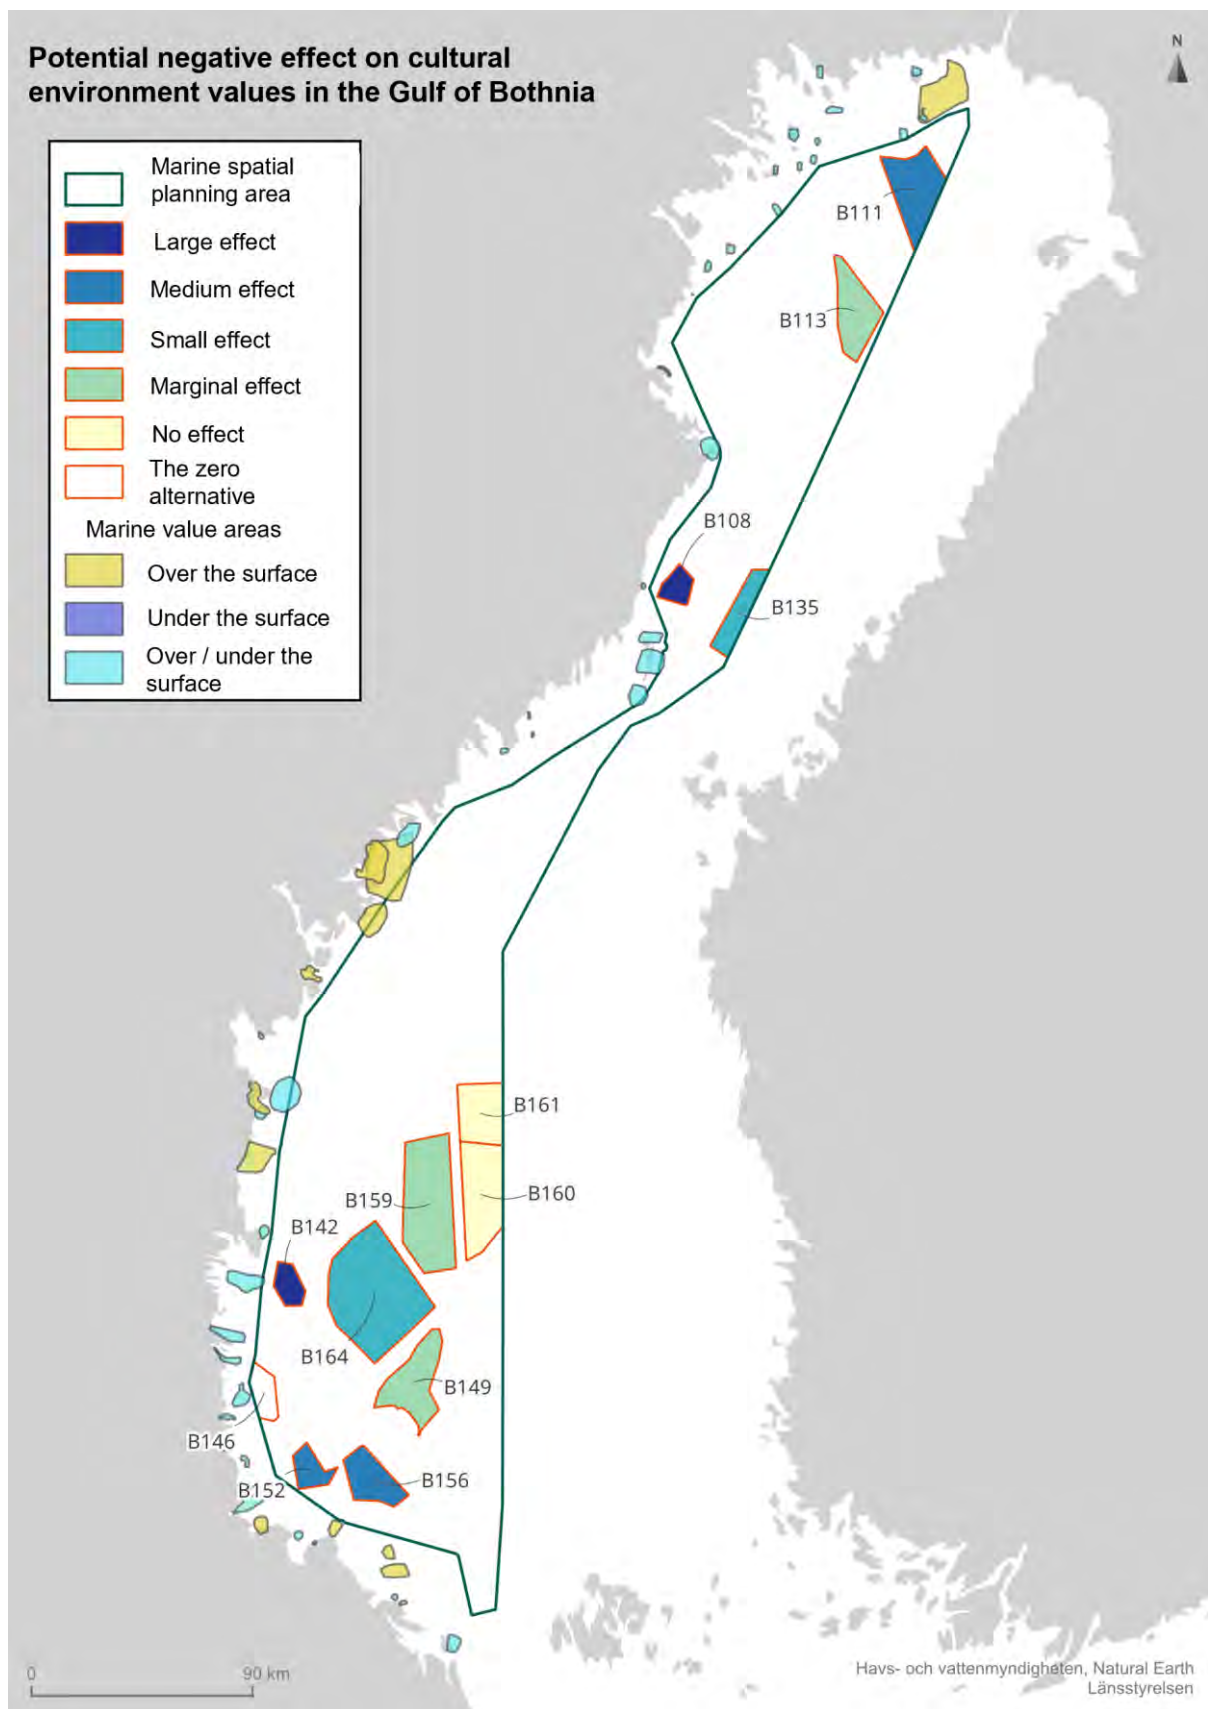 Potential negative effect on cultural
environment values in the Gulf of Bothnia
N
Marine spatial
planning area
Large effect
Medium effect
Small effect
Marginal effect
No effect
The zero
alternative
Marine value areas
Over the surface
Under the surface
Over / under the
surface
B111
B113
B108
B135
B161
B160
B159
B142
B164
B149
B146
B152
B156
0
90 km
Havs- och vattenmyndigheten, Natural Earth
Länsstyrelsen